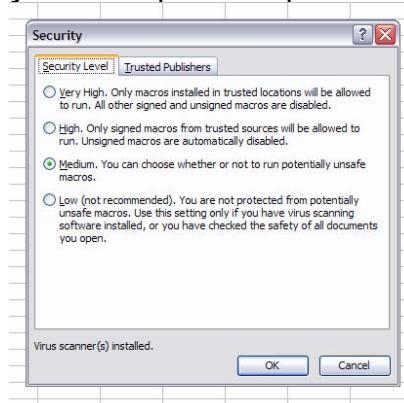 Security
Security Level
Trusted Publishers
Very High. Only macros installed in trusted locations will be allowed
to run. All other signed and unsigned macros are disabled.
High. Only signed macros from trusted sources will be allowed to
run. Unsigned macros are automatically disabled.
Medium. You can choose whether or not to run potentially unsafe
macros.
Low (not recommended). You are not protected from potentially
unsafe macros. Use this setting only if you have virus scanning
software installed, or you have checked the safety of all documents
you open.
Virus scanner(s) installed.
OK
Cancel